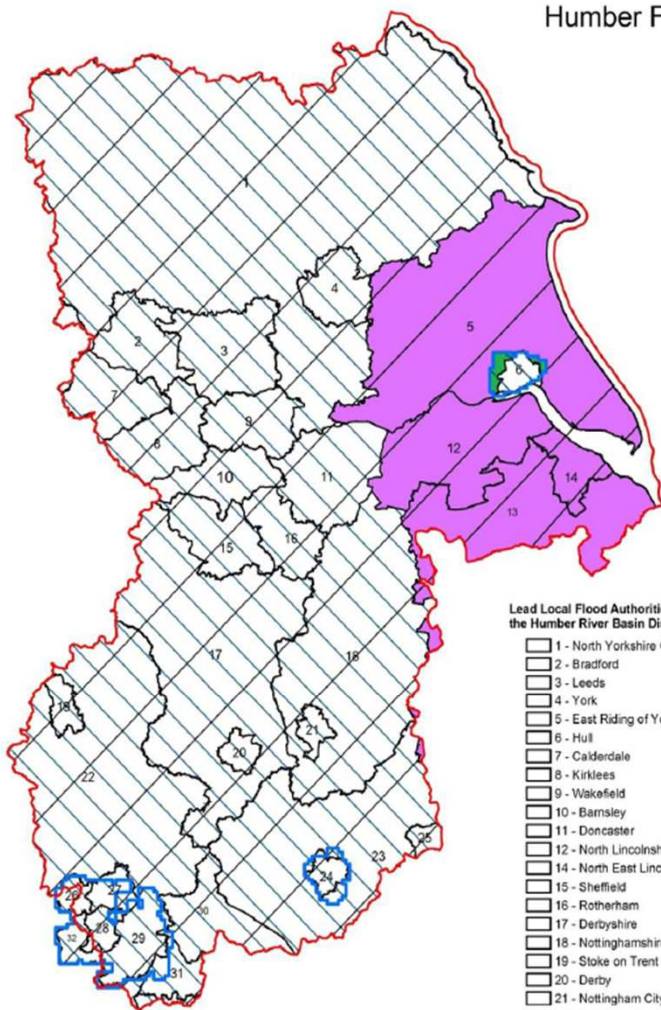 Humber F
1
4
5
2
3
6
7
9
8
12
10
11
14
13
15
16
17
18
19
21
20
22
23
25
24
26
27
28
29
30
32
31
Lead Local Flood Authoritie
the Humber River Basin Di
1 - North Yorkshire
2 - Bradford
3 - Leeds
4 - York
5 - East Riding of Yo
6 - Hull
7 - Calderdale
8 - Kirklees
9 - Wakefield
10 - Barnsley
11 - Doncaster
12 - North Lincolnsh
14 - North East Linc
15 - Sheffield
16 - Rotherham
17 - Derbyshire
18 - Nottinghamshir
19 - Stoke on Trent
20 - Derby
21 - Nottingham City